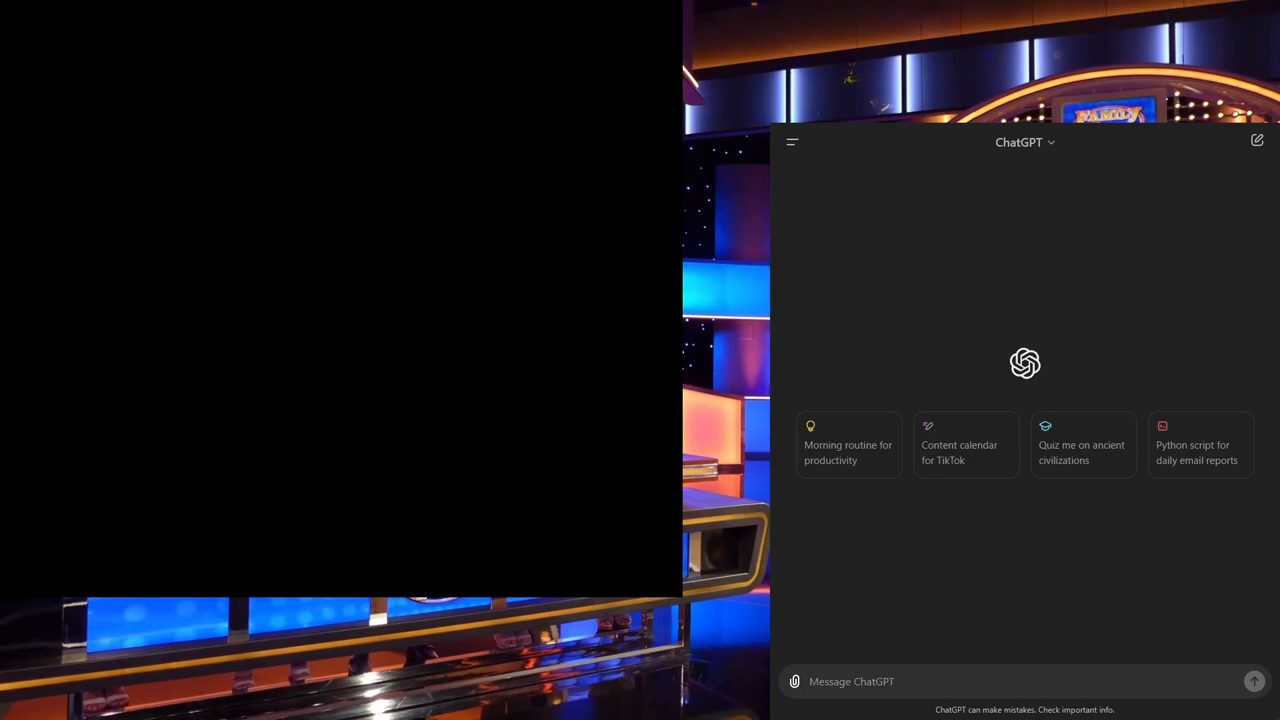 FAMILY
ChatGPT
Morning routine for
productivity
Content calendar
for TikTok
Quiz me on ancient
civilizations
Python script for
daily email reports
Message ChatGPT
ChatGPT can make mistakes. Check important info.